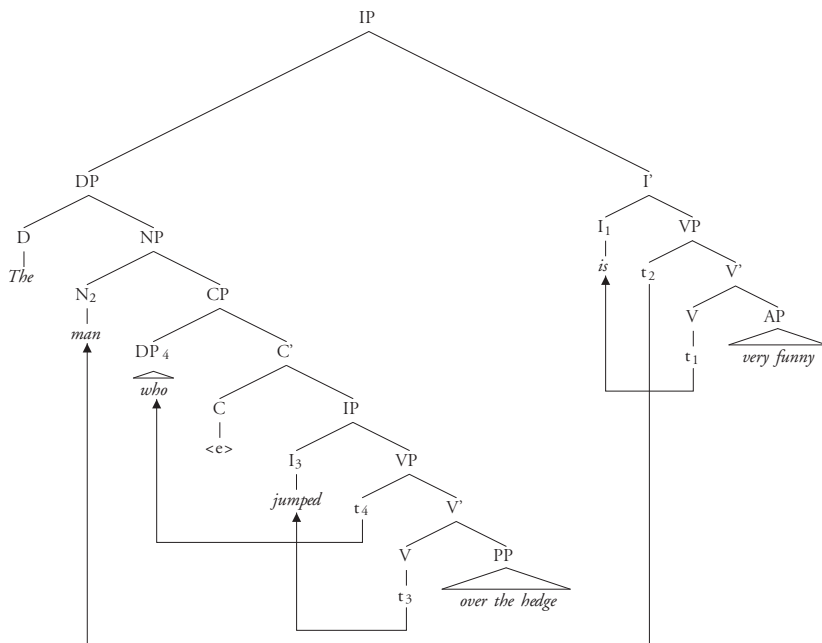 IP
DP I'
D NP I1 VP
The is t2 V'
N2 CP V AP
man t1 very funny
DP4 C'
who
C IP
<e>
I3 VP
jumped t4 V'
V PP
t3 over the hedge